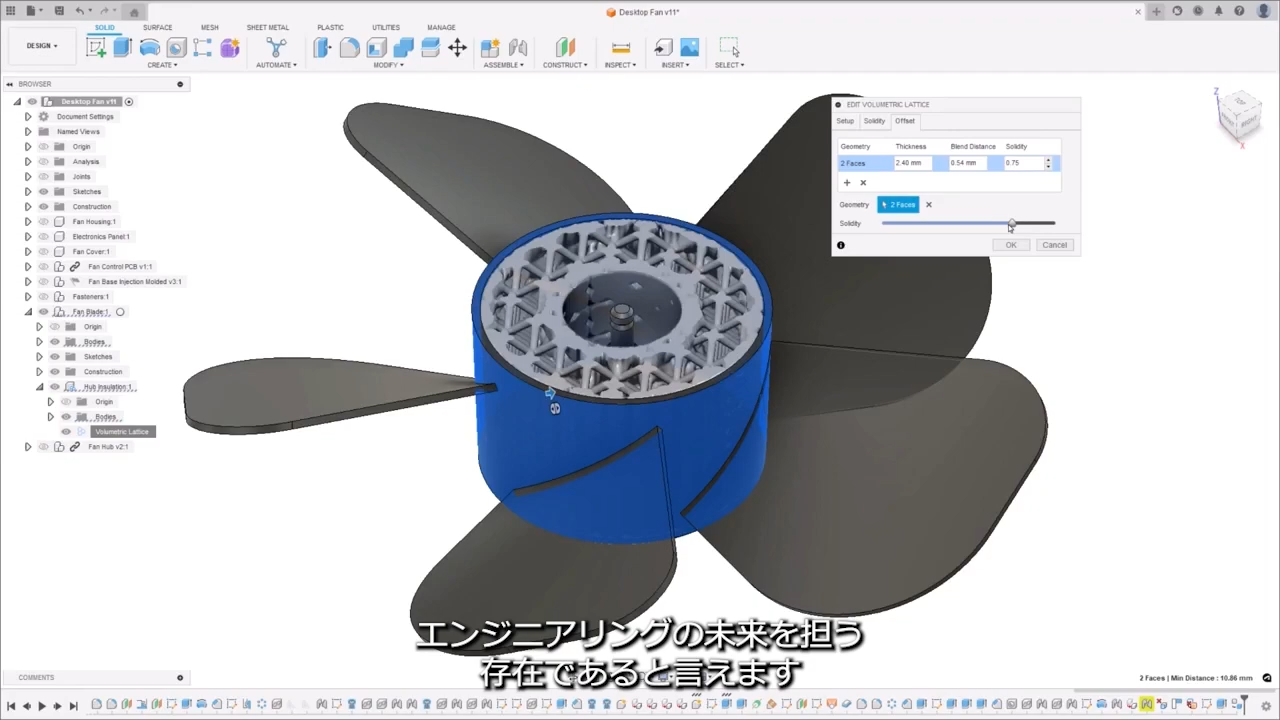 Desktop Fan v11*
DESIGN
SOLID SURFACE MESH SHEET METAL PLASTIC UTILITIES MANAGE
CREATE AUTOMATE MODIFY ASSEMBLE CONSTRUCT INSPECT INSERT SELECT
BROWSER
Desktop Fan v11
Document Settings
Named Views
Origin
Analysis
Joints
Sketches
Construction
Fan Housing:1
Electronics Panel 1
Fan Cover:1
Fan Control PCB v1:1
Fan Base Injection Molded v3:1
Fasteners:1
Fan Blade:1
Origin
Bodies
Sketches
Construction
Hub Insulation:1
Origin
Bodies
Volumetric Lattice
Fan Hub v2:1
EDIT VOLUMETRIC LATTICE
Setup Solidity Offset
Geometry Thickness Blend Distance Solidity
2 Faces 2.40 mm 0.54 mm 0.75
Geometry 2 Faces
Solidity
OK Cancel
Z
FRONT
X
エンジニアリングの未来を担う
存在であると言えます
COMMENTS
2 Faces | Min Distance : 10.86 mm